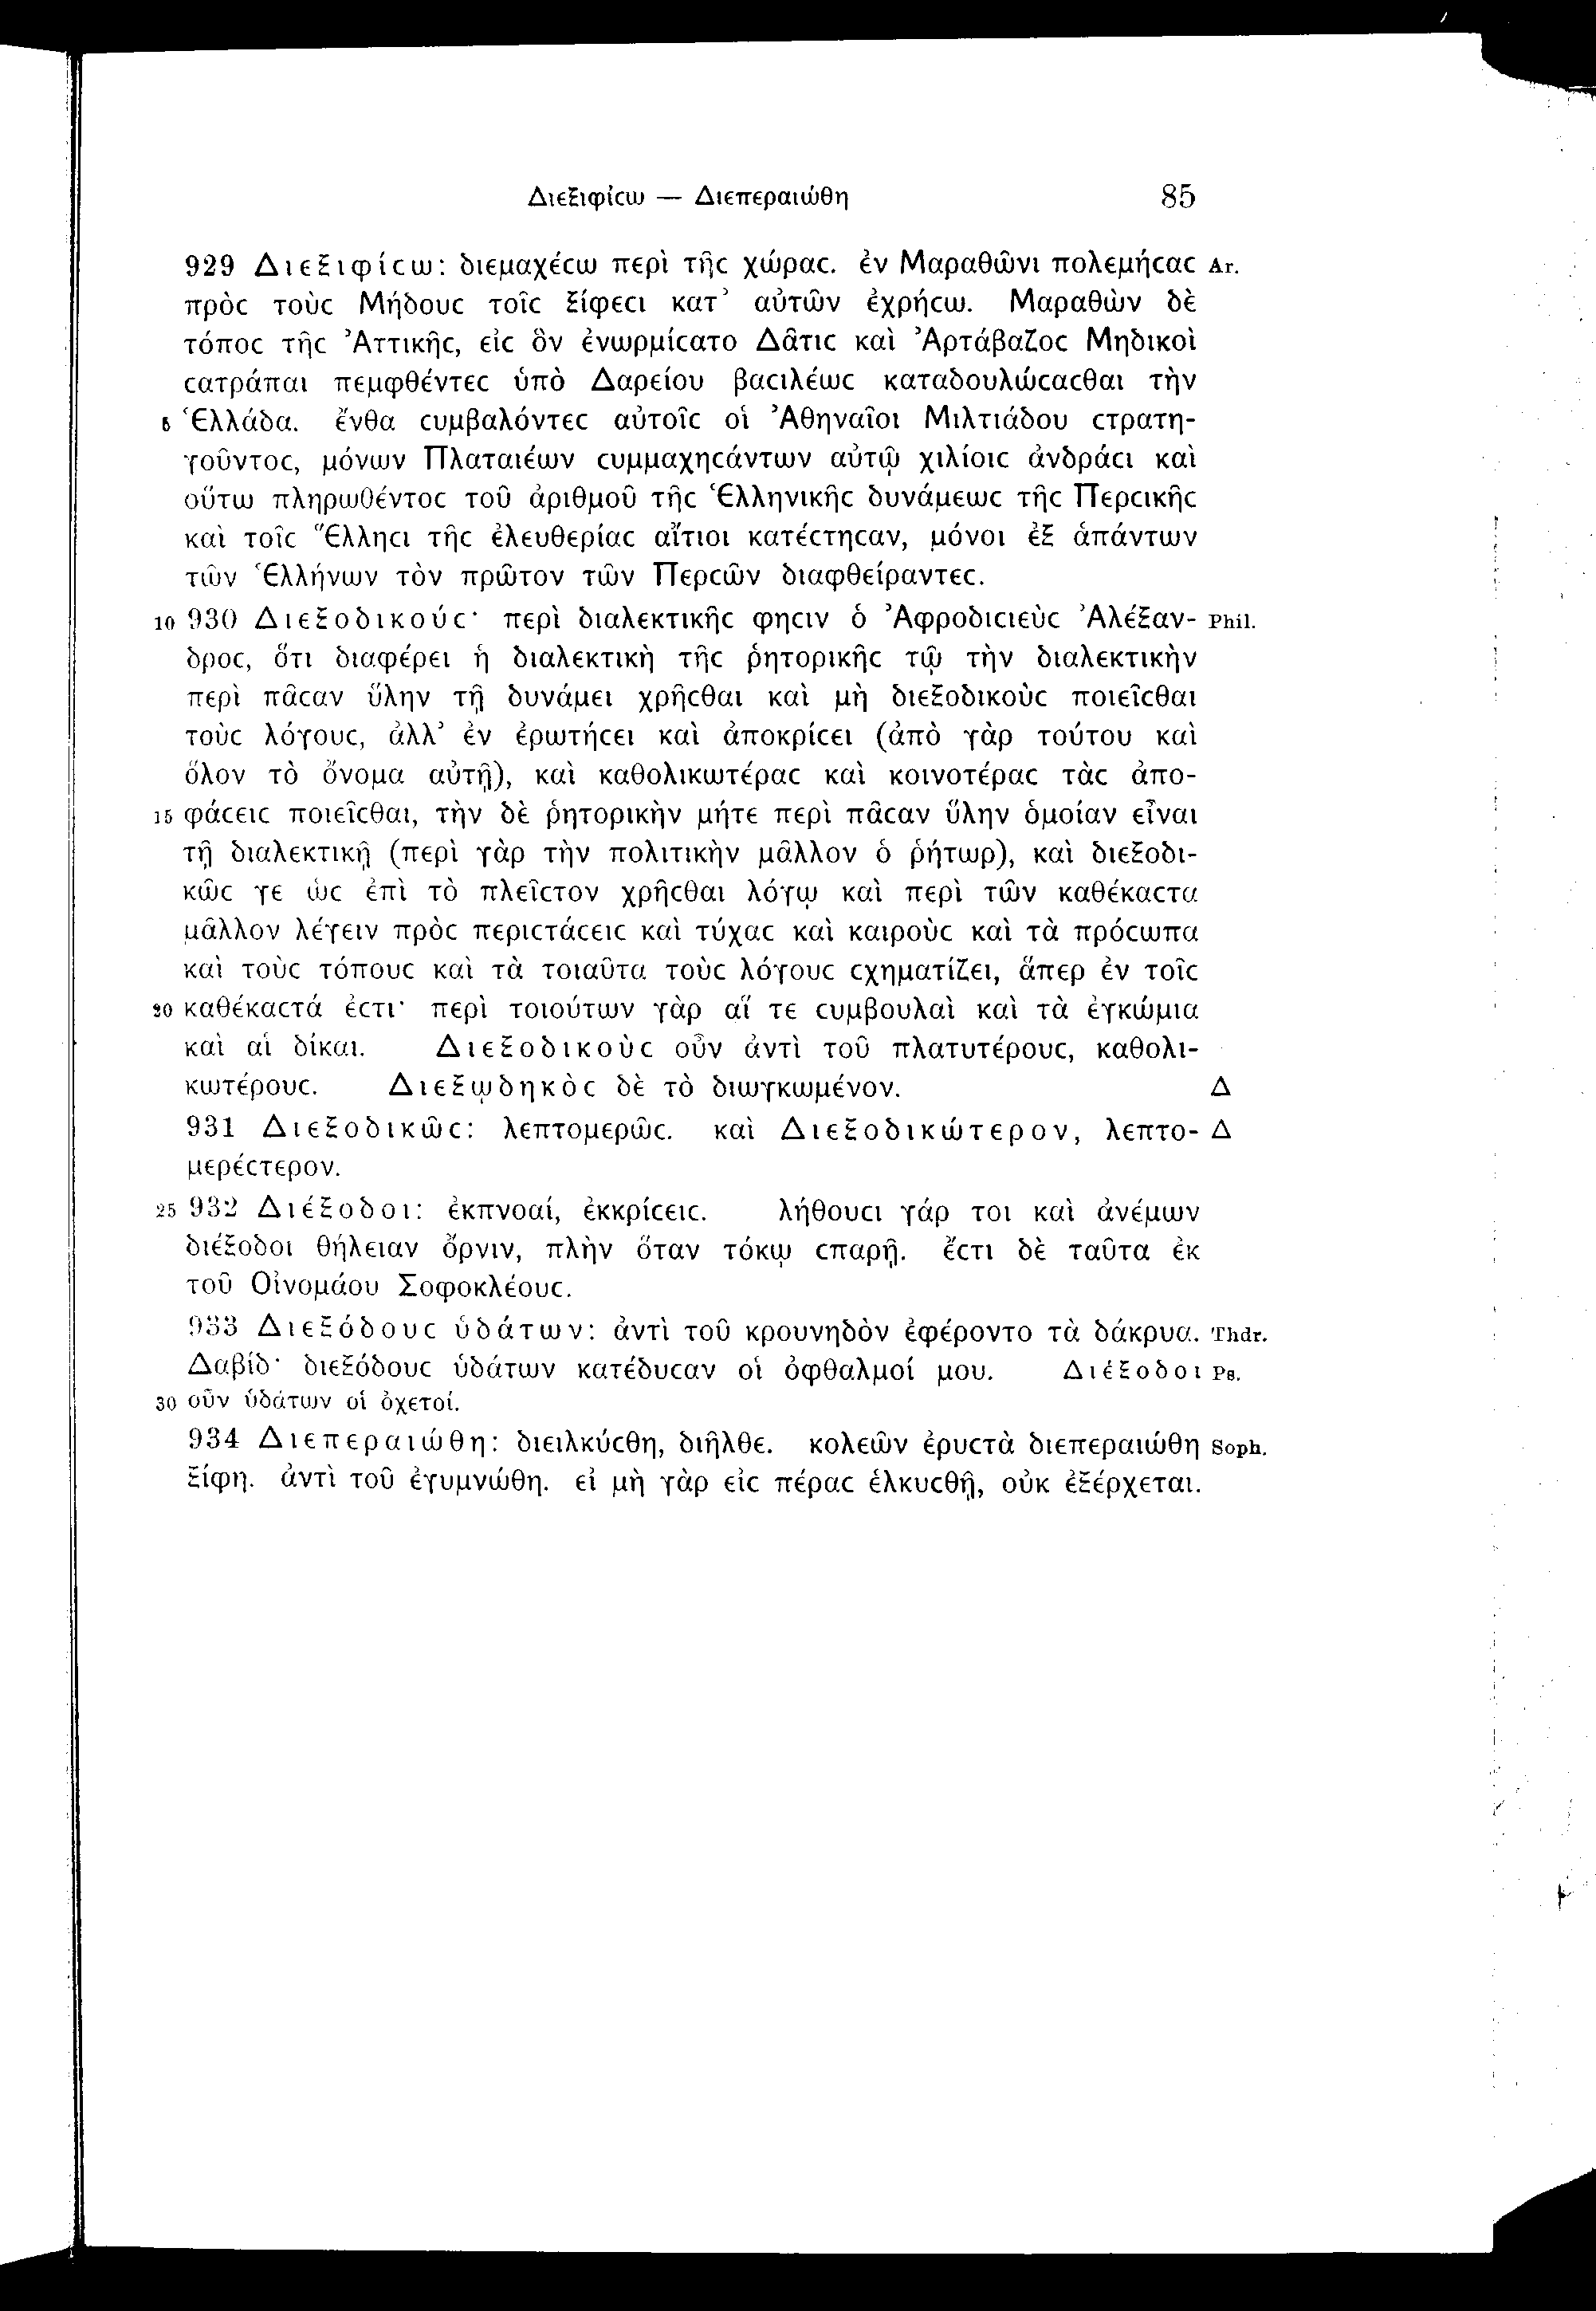 Διεξιφίϲω — Διεπεραιώθη 85
929 Διεξιφίϲω: διεμαχέϲω περὶ τῆϲ χώραϲ. ἐν Μαραθῶνι πολεμήϲαϲ Ar.
πρὸϲ τοὺϲ Μήδουϲ τοῖϲ ξίφεϲι κατ’ αὐτῶν ἐχρήϲω. Μαραθὼν δὲ
τόποϲ τῆϲ Ἀττικῆϲ, εἰϲ ὃν ἐνωρμίϲατο Δᾶτιϲ καὶ Ἀρτάβαζοϲ Μηδικοὶ
ϲατράπαι πεμφθέντεϲ ὑπὸ Δαρείου βαϲιλέωϲ καταδουλώϲαϲθαι τὴν
5 Ἑλλάδα. ἔνθα ϲυμβαλόντεϲ αὐτοῖϲ οἱ Ἀθηναῖοι Μιλτιάδου ϲτρατη-
γοῦντοϲ, μόνων Πλαταιέων ϲυμμαχηϲάντων αὐτῷ χιλίοιϲ ἀνδράϲι καὶ
οὕτω πληρωθέντοϲ τοῦ ἀριθμοῦ τῆϲ Ἑλληνικῆϲ δυνάμεωϲ τῆϲ Περϲικῆϲ
καὶ τοῖϲ Ἕλληϲι τῆϲ ἐλευθερίαϲ αἴτιοι κατέϲτηϲαν, μόνοι ἐξ ἁπάντων
τῶν Ἑλλήνων τὸν πρῶτον τῶν Περϲῶν διαφθείραντεϲ.
10 930 Διεξοδικούϲ· περὶ διαλεκτικῆϲ φηϲιν ὁ Ἀφροδιϲιεὺϲ Ἀλέξαν- Phil.
δροϲ, ὅτι διαφέρει ἡ διαλεκτικὴ τῆϲ ῥητορικῆϲ τῷ τὴν διαλεκτικὴν
περὶ πᾶϲαν ὕλην τῇ δυνάμει χρῆϲθαι καὶ μὴ διεξοδικοὺϲ ποιεῖϲθαι
τοὺϲ λόγουϲ, ἀλλ’ ἐν ἐρωτήϲει καὶ ἀποκρίϲει (ἀπὸ γὰρ τούτου καὶ
ὅλον τὸ ὄνομα αὐτῇ), καὶ καθολικωτέραϲ καὶ κοινοτέραϲ τὰϲ ἀπο-
15 φάϲειϲ ποιεῖϲθαι, τὴν δὲ ῥητορικὴν μήτε περὶ πᾶϲαν ὕλην ὁμοίαν εἶναι
τῇ διαλεκτικῇ (περὶ γὰρ τὴν πολιτικὴν μᾶλλον ὁ ῥήτωρ), καὶ διεξοδι-
κῶϲ γε ὡϲ ἐπὶ τὸ πλεῖϲτον χρῆϲθαι λόγῳ καὶ περὶ τῶν καθέκαϲτα
μᾶλλον λέγειν πρὸϲ περιϲτάϲειϲ καὶ τύχαϲ καὶ καιροὺϲ καὶ τὰ πρόϲωπα
καὶ τοὺϲ τόπουϲ καὶ τὰ τοιαῦτα τοὺϲ λόγουϲ ϲχηματίζει, ἅπερ ἐν τοῖϲ
20 καθέκαϲτά ἐϲτι· περὶ τοιούτων γὰρ αἵ τε ϲυμβουλαὶ καὶ τὰ ἐγκώμια
καὶ αἱ δίκαι. Διεξοδικοὺϲ οὖν ἀντὶ τοῦ πλατυτέρουϲ, καθολι-
κωτέρουϲ. Διεξῳδηκὸϲ δὲ τὸ διωγκωμένον. Δ
931 Διεξοδικῶϲ: λεπτομερῶϲ. καὶ Διεξοδικώτερον, λεπτο- Δ
μερέϲτερον.
25 932 Διέξοδοι: ἐκπνοαί, ἐκκρίϲειϲ. λήθουϲι γάρ τοι καὶ ἀνέμων
διέξοδοι θήλειαν ὄρνιν, πλὴν ὅταν τόκῳ ϲπαρῇ. ἔϲτι δὲ ταῦτα ἐκ
τοῦ Οἰνομάου Σοφοκλέουϲ.
933 Διεξόδουϲ ὑδάτων: ἀντὶ τοῦ κρουνηδὸν ἐφέροντο τὰ δάκρυα. Thdr.
Δαβίδ· διεξόδουϲ ὑδάτων κατέδυϲαν οἱ ὀφθαλμοί μου. Διέξοδοι Ps.
30 οὖν ὑδάτων οἱ ὀχετοί.
934 Διεπεραιώθη: διειλκύϲθη, διῆλθε. κολεῶν ἐρυϲτὰ διεπεραιώθη Soph.
ξίφη. ἀντὶ τοῦ ἐγυμνώθη. εἰ μὴ γὰρ εἰϲ πέραϲ ἑλκυϲθῇ, οὐκ ἐξέρχεται.